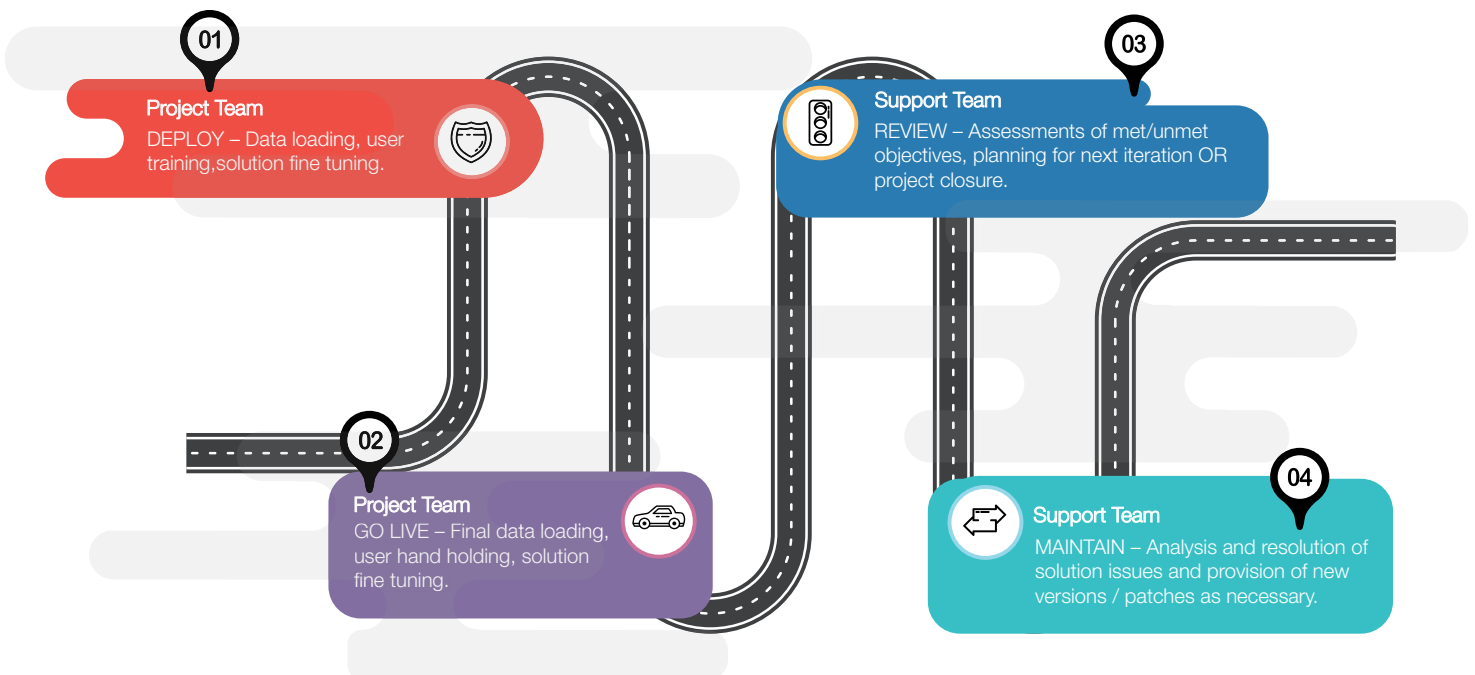 01
Project Team
DEPLOY – Data loading, user
training,solution fine tuning.
02
Project Team
GO LIVE – Final data loading,
user hand holding, solution
fine tuning.
03
Support Team
REVIEW – Assessments of met/unmet
objectives, planning for next iteration OR
project closure.
04
Support Team
MAINTAIN – Analysis and resolution of
solution issues and provision of new
versions / patches as necessary.